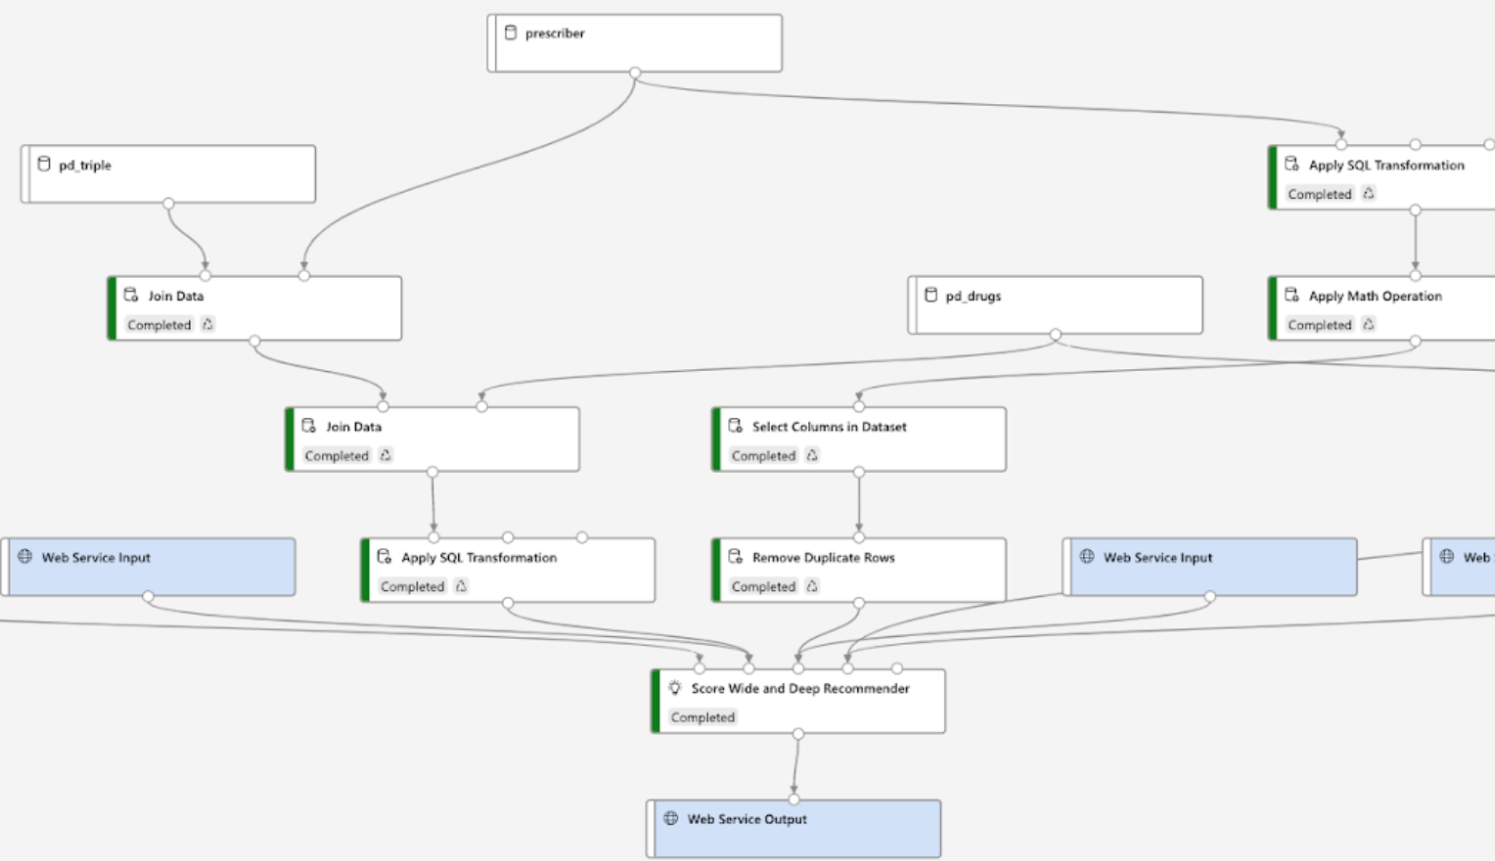 prescriber
pd_triple
Apply SQL Transformation
Completed
Join Data
Completed
pd_drugs
Apply Math Operation
Completed
Join Data
Completed
Select Columns in Dataset
Completed
Web Service Input
Apply SQL Transformation
Completed
Remove Duplicate Rows
Completed
Web Service Input
Web
Score Wide and Deep Recommender
Completed
Web Service Output